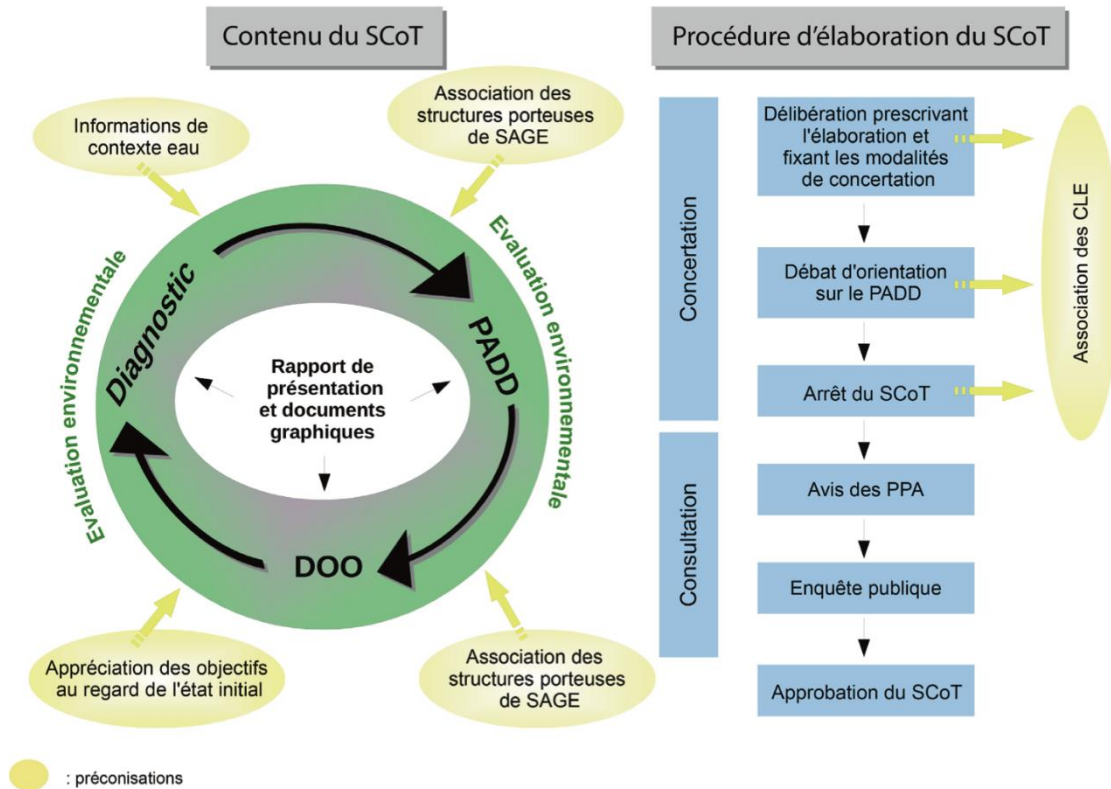 Contenu du SCoT
Informations de
contexte eau
Association des
structures porteuses
de SAGE
Evaluation environnementale
Evaluation environnementale
Diagnostic
PADD
DOO
Rapport de
présentation
et documents
graphiques
Appréciation des objectifs
au regard de l'état initial
Association des
structures porteuses
de SAGE
: préconisations
Procédure d'élaboration du SCoT
Concertation
Consultation
Délibération prescrivant
l'élaboration et
fixant les modalités
de concertation
Débat d'orientation
sur le PADD
Arrêt du SCoT
Avis des PPA
Enquête publique
Approbation du SCoT
Association des CLE